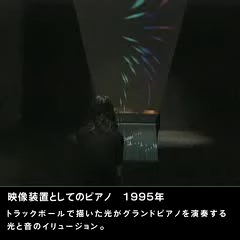 映像装置としてのピアノ　1995年
トラックボールで描いた光がグランドピアノを演奏する
光と音のイリュージョン。